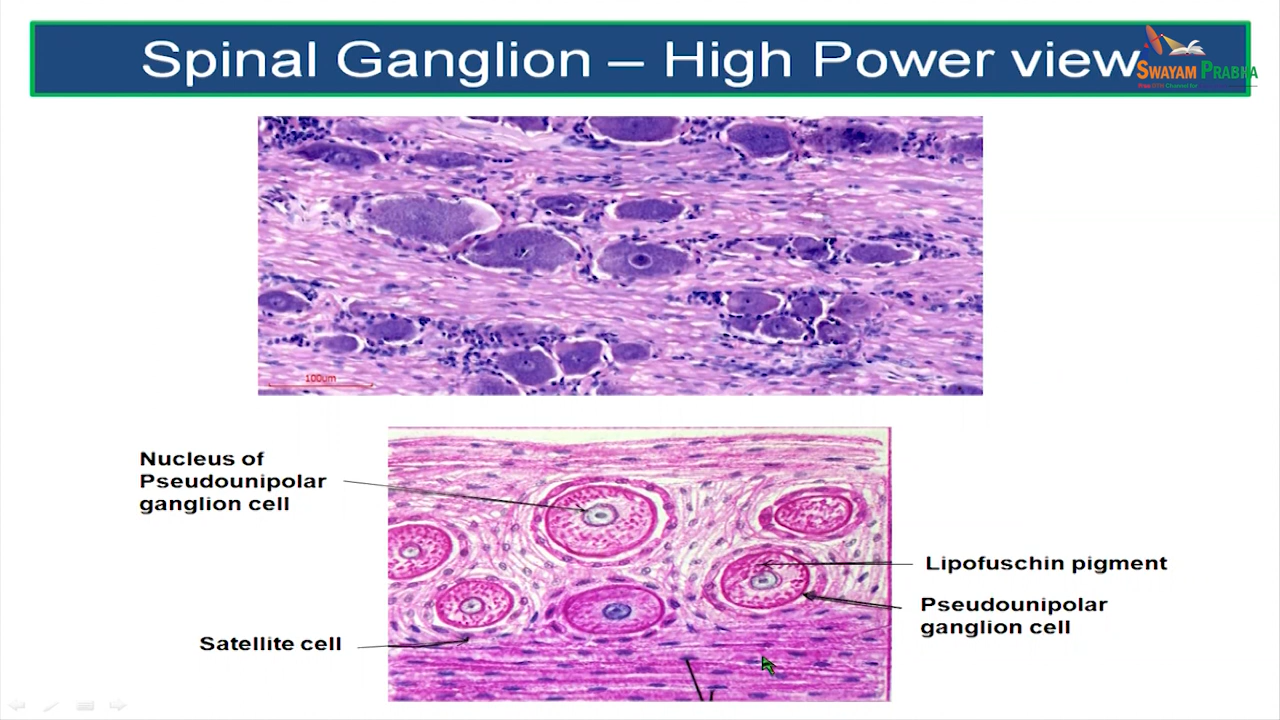 Spinal Ganglion – High Power view
SWAYAM PRABHA
100um
Nucleus of
Pseudounipolar
ganglion cell
Lipofuschin pigment
Pseudounipolar
ganglion cell
Satellite cell